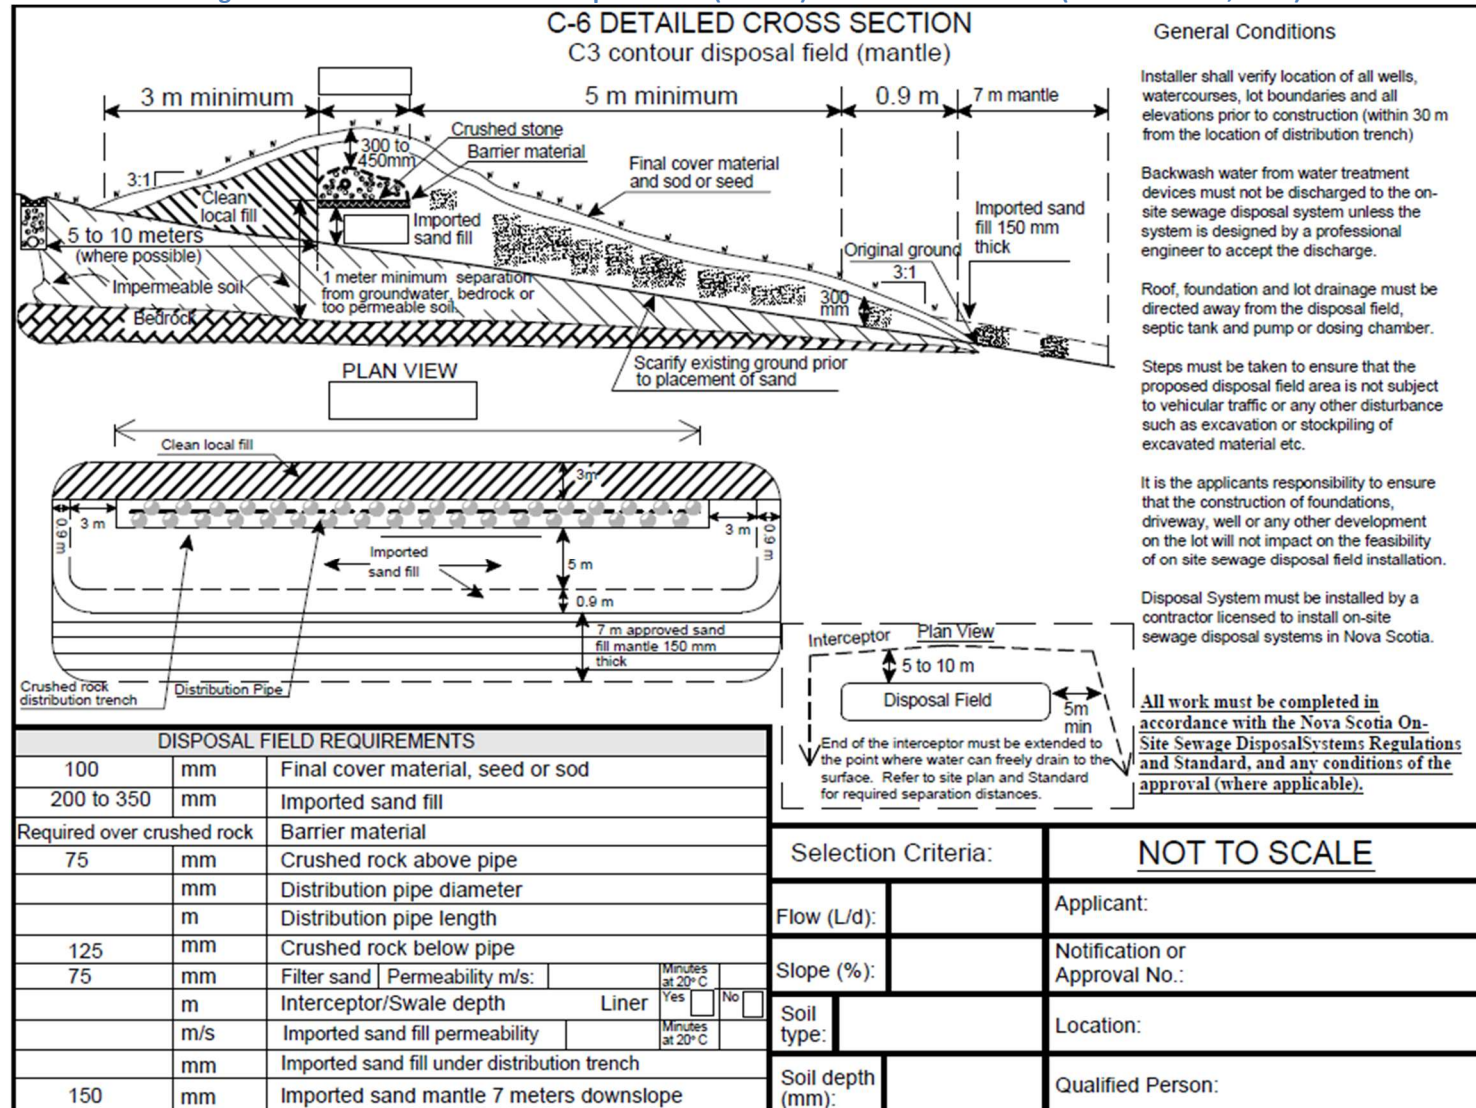 C-6 DETAILED CROSS SECTION
C3 contour disposal field (mantle)
3 m minimum
5 m minimum
0.9 m
7 m mantle
Crushed stone
300 to
450mm
Barrier material
3:1
Clean
local fill
Final cover material
and sod or seed
Imported
sand fill
Imported sand
fill 150 mm
thick
5 to 10 meters
(where possible)
Original ground
3:1
Impermeable soil
1 meter minimum separation
from groundwater, bedrock or
too permeable soil.
300
mm
Bedrock
Scarify existing ground prior
to placement of sand
PLAN VIEW
Clean local fill
3m
0.9 m
3 m
3 m
0.9 m
Imported
sand fill
5 m
0.9 m
7 m approved sand
fill mantle 150 mm
thick
Crushed rock
distribution trench
Distribution Pipe
Interceptor
Plan View
5 to 10 m
Disposal Field
5m
min
End of the interceptor must be extended to
the point where water can freely drain to the
surface. Refer to site plan and Standard
for required separation distances.
General Conditions
Installer shall verify location of all wells,
watercourses, lot boundaries and all
elevations prior to construction (within 30 m
from the location of distribution trench)
Backwash water from water treatment
devices must not be discharged to the on-
site sewage disposal system unless the
system is designed by a professional
engineer to accept the discharge.
Roof, foundation and lot drainage must be
directed away from the disposal field,
septic tank and pump or dosing chamber.
Steps must be taken to ensure that the
proposed disposal field area is not subject
to vehicular traffic or any other disturbance
such as excavation or stockpiling of
excavated material etc.
It is the applicants responsibility to ensure
that the construction of foundations,
driveway, well or any other development
on the lot will not impact on the feasibility
of on site sewage disposal field installation.
Disposal System must be installed by a
contractor licensed to install on-site
sewage disposal systems in Nova Scotia.
All work must be completed in
accordance with the Nova Scotia On-
Site Sewage DisposalSystems Regulations
and Standard, and any conditions of the
approval (where applicable).
DISPOSAL FIELD REQUIREMENTS
100 mm Final cover material, seed or sod
200 to 350 mm Imported sand fill
Required over crushed rock Barrier material
75 mm Crushed rock above pipe
mm Distribution pipe diameter
m Distribution pipe length
125 mm Crushed rock below pipe
75 mm Filter sand Permeability m/s: Minutes at 20° C
m Interceptor/Swale depth Liner Yes No
m/s Imported sand fill permeability Minutes at 20° C
mm Imported sand fill under distribution trench
150 mm Imported sand mantle 7 meters downslope
Selection Criteria:
Flow (L/d):
Slope (%):
Soil
type:
Soil depth
(mm):
NOT TO SCALE
Applicant:
Notification or
Approval No.:
Location:
Qualified Person: